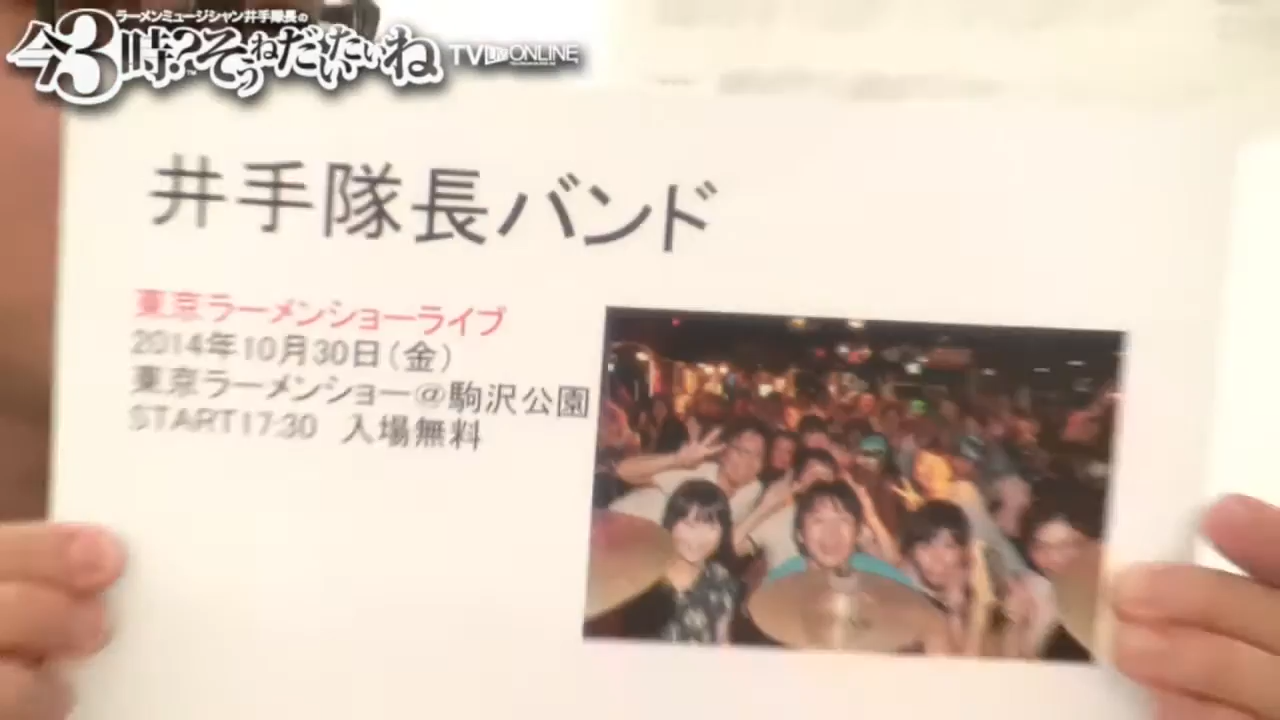 ラーメンミュージシャン井手隊長の
今3時?そうねだいたいね TV LIVE ONLINE
井手隊長バンド
東京ラーメンショーライブ
2014年10月30日(金)
東京ラーメンショー@駒沢公園
START17:30 入場無料